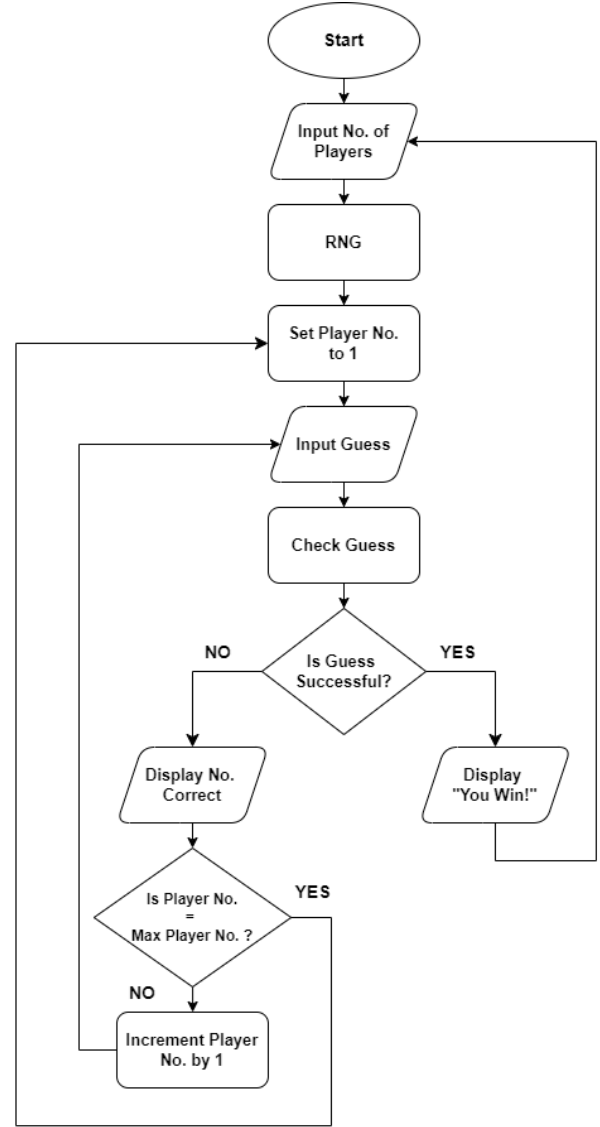 Start
Input No. of
Players
RNG
Set Player No.
to 1
Input Guess
Check Guess
Is Guess
Successful?
NO
YES
Display No.
Correct
Display
"You Win!"
Is Player No.
=
Max Player No. ?
YES
NO
Increment Player
No. by 1